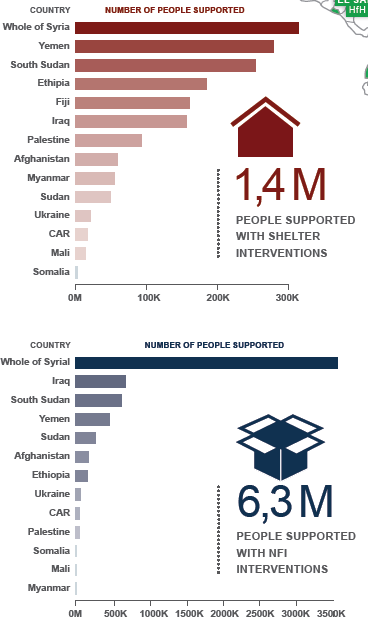 EL SA
HfH
COUNTRY NUMBER OF PEOPLE SUPPORTED
Whole of Syria
Yemen
South Sudan
Ethipia
Fiji
Iraq
Palestine
Afghanistan
Myanmar
Sudan
Ukraine
CAR
Mali
Somalia
1,4 M
PEOPLE SUPPORTED
WITH SHELTER
INTERVENTIONS
0M 100K 200K 300K
COUNTRY NUMBER OF PEOPLE SUPPORTED
Whole of Syrial
Iraq
South Sudan
Yemen
Sudan
Afghanistan
Ethiopia
Ukraine
CAR
Palestine
Somalia
Mali
Myanmar
6,3 M
PEOPLE SUPPORTED
WITH NFI
INTERVENTIONS
0M 500K 1000K 1500K 2000K 2500K 3000K 3500K